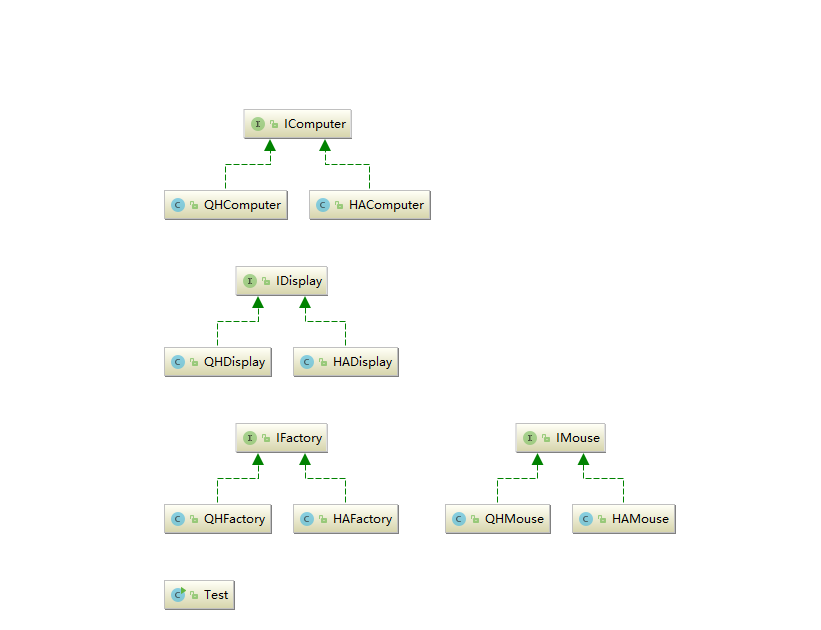 I IComputer
C QHComputer C HAComputer
I IDisplay
C QHDisplay C HADisplay
I IFactory I IMouse
C QHFactory C HAFactory C QHMouse C HAMouse
C Test